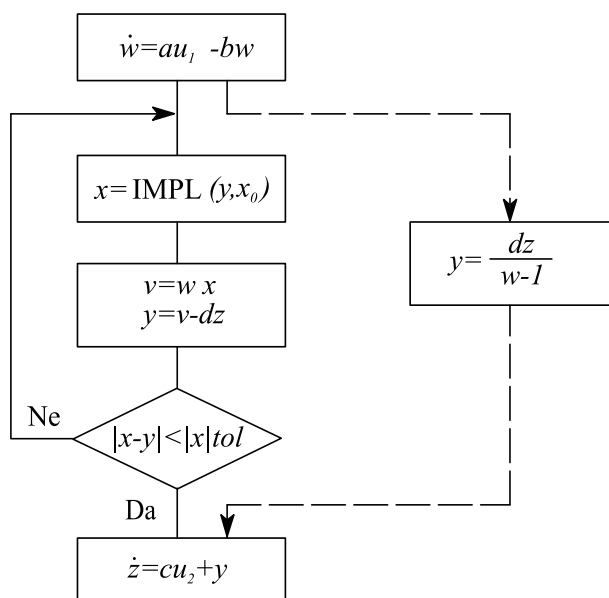 ẇ=au₁ -bw
x=IMPL (y,x₀)
v=w x
y=v-dz
|x-y|<|x|tol
Ne
Da
ż=cu₂+y
y= dz / w-1